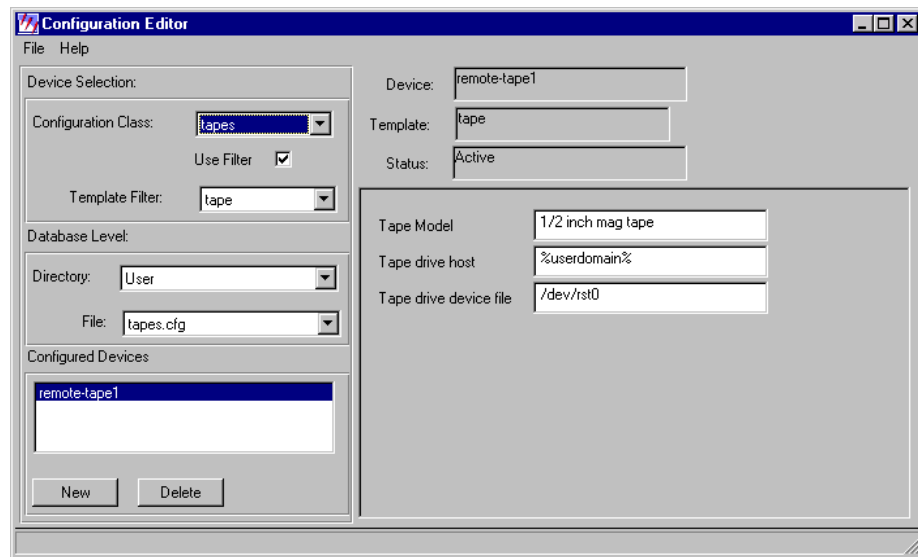 Configuration Editor
File Help
Device Selection:
Configuration Class: tapes
Use Filter
Template Filter: tape
Database Level:
Directory: User
File: tapes.cfg
Configured Devices
remote-tape1
New Delete
Device: remote-tape1
Template: tape
Status: Active
Tape Model 1/2 inch mag tape
Tape drive host %userdomain%
Tape drive device file /dev/rst0